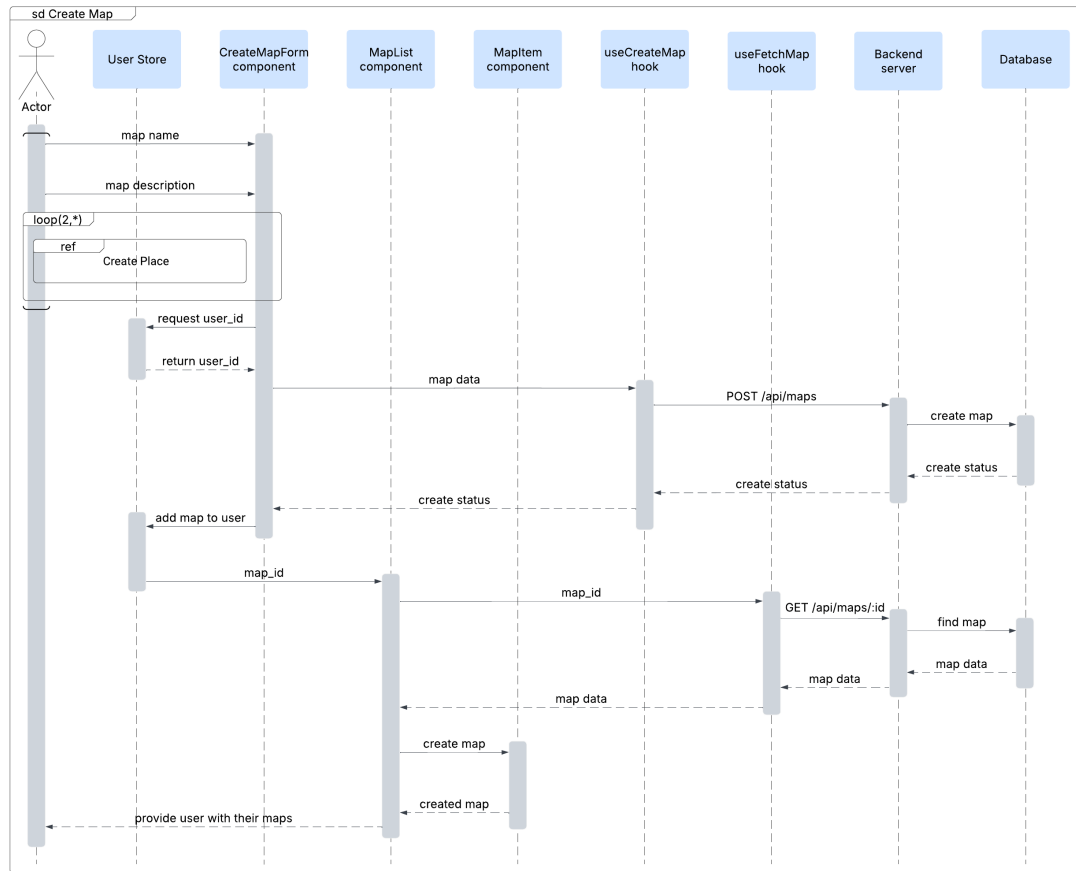 sd Create Map
Actor
User Store
CreateMapForm
component
MapList
component
MapItem
component
useCreateMap
hook
useFetchMap
hook
Backend
server
Database
map name
map description
loop(2,*)
ref
Create Place
request user_id
return user_id
map data
POST /api/maps
create map
create status
create status
create status
add map to user
map_id
map_id
GET /api/maps/:id
find map
map data
map data
map data
create map
created map
provide user with their maps